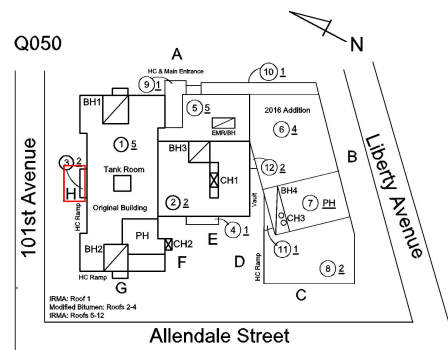 Q050
A
N
HC & Main Entrance
9 1
10 1
BH1
5 5
2016 Addition
EMR/BH
6 4
1 5
BH3
B
Liberty Avenue
101st Avenue
3 2
H
Tank Room
CH1
12 2
BH4
7 PH
HC Ramp
Original Building
2 2
Vault
CH3
PH
4 1
E
BH2
CH2
11 1
HC Ramp
F
D
HC Ramp
8 2
G
C
IRMA: Roof 1
Modified Bitumen: Roofs 2-4
IRMA: Roofs 5-12
Allendale Street